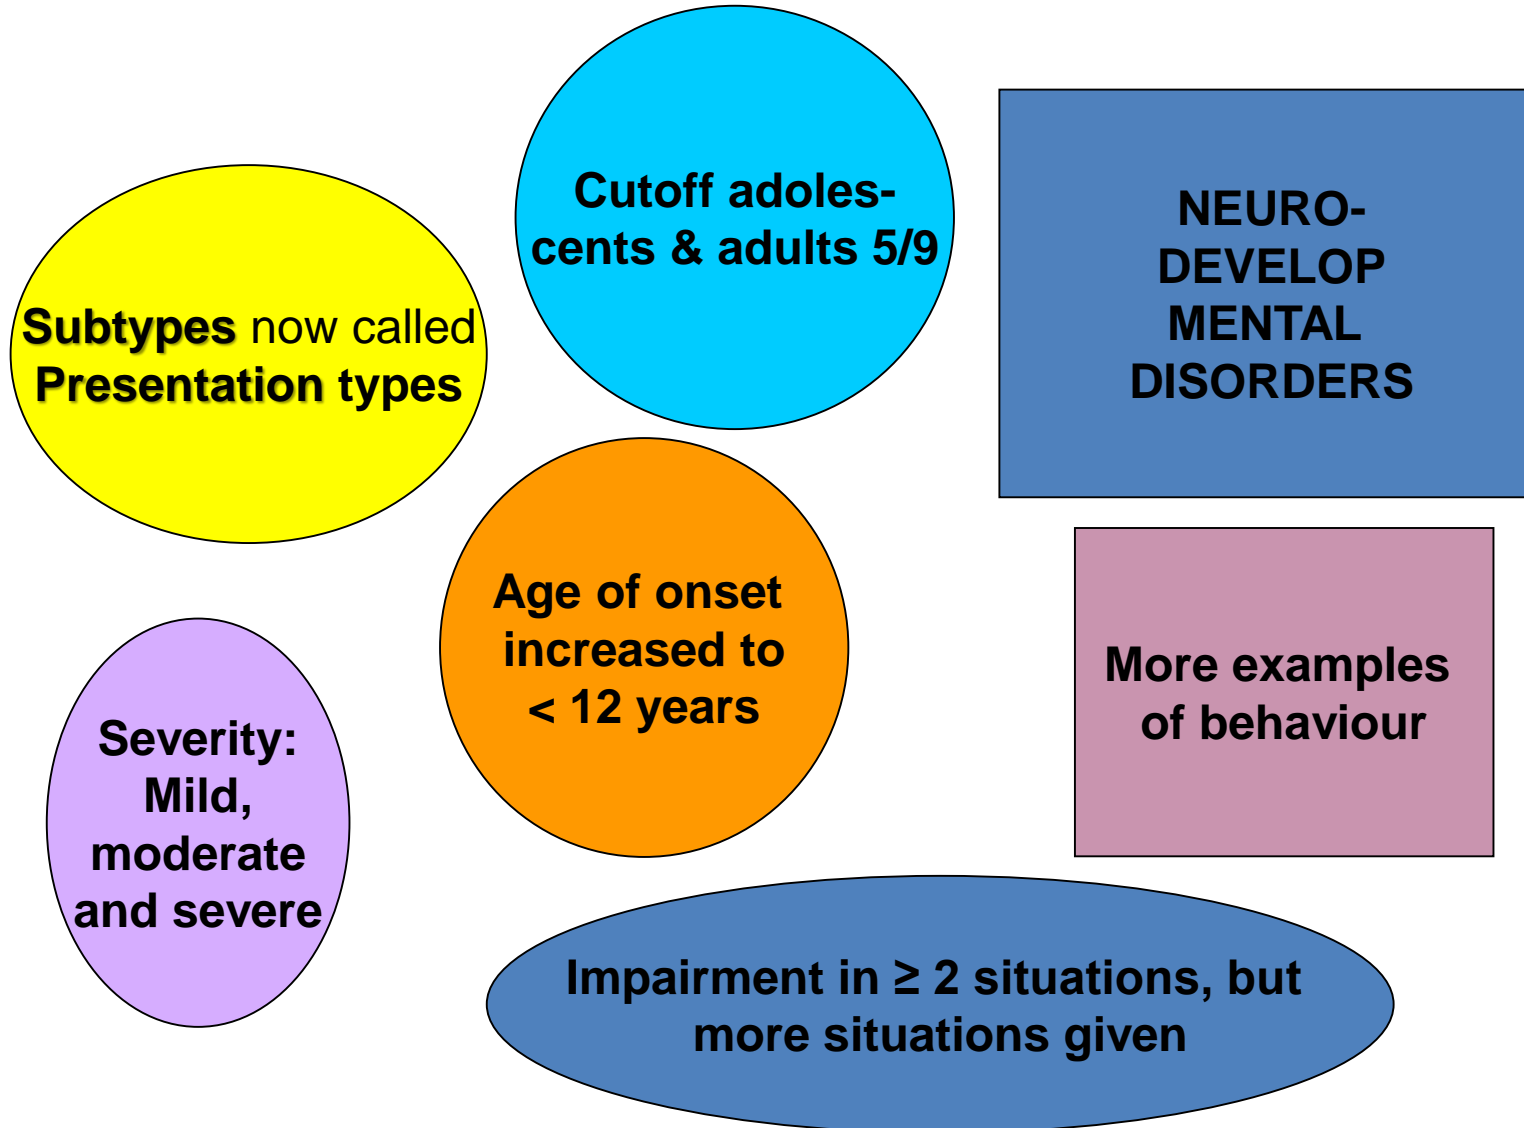 Cutoff adoles-
cents & adults 5/9
NEURO-
DEVELOP
MENTAL
DISORDERS
Subtypes now called
Presentation types
Age of onset
increased to
< 12 years
More examples
of behaviour
Severity:
Mild,
moderate
and severe
Impairment in ≥ 2 situations, but
more situations given